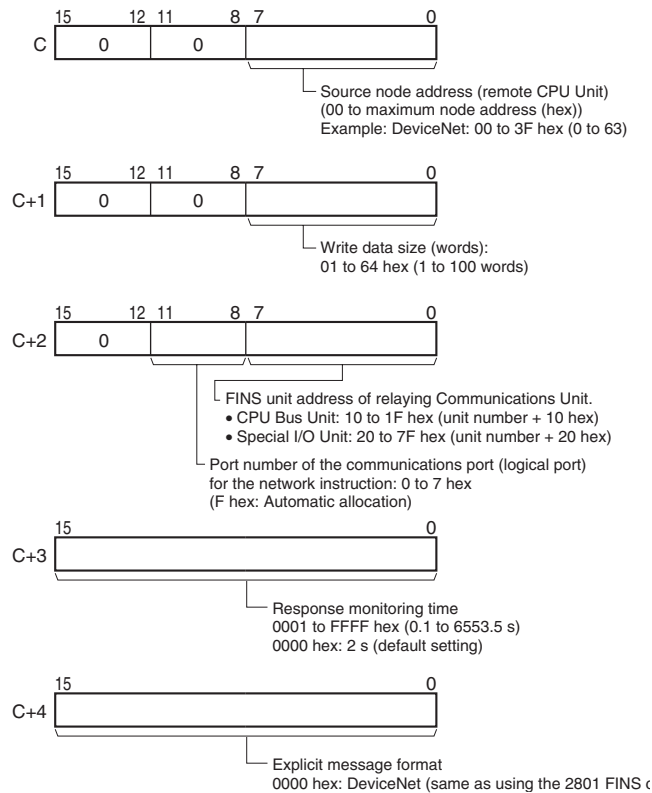 15 12 11 8 7 0
C 0 0
Source node address (remote CPU Unit)
(00 to maximum node address (hex))
Example: DeviceNet: 00 to 3F hex (0 to 63)
15 12 11 8 7 0
C+1 0 0
Write data size (words):
01 to 64 hex (1 to 100 words)
15 12 11 8 7 0
C+2 0
FINS unit address of relaying Communications Unit.
• CPU Bus Unit: 10 to 1F hex (unit number + 10 hex)
• Special I/O Unit: 20 to 7F hex (unit number + 20 hex)
Port number of the communications port (logical port)
for the network instruction: 0 to 7 hex
(F hex: Automatic allocation)
15 0
C+3
Response monitoring time
0001 to FFFF hex (0.1 to 6553.5 s)
0000 hex: 2 s (default setting)
15 0
C+4
Explicit message format
0000 hex: DeviceNet (same as using the 2801 FINS